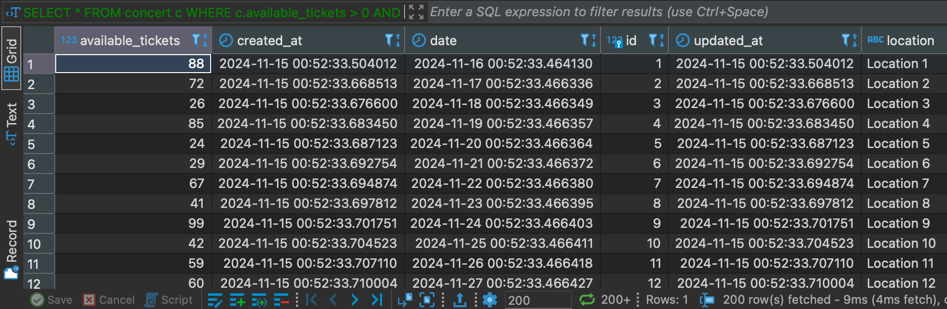 SELECT * FROM concert c WHERE c.available_tickets > 0 AND Enter a SQL expression to filter results (use Ctrl+Space)
Grid
Text
Record
123 available_tickets created_at date 123 id updated_at ABC location
1 88 2024-11-15 00:52:33.504012 2024-11-16 00:52:33.464130 1 2024-11-15 00:52:33.504012 Location 1
2 72 2024-11-15 00:52:33.668513 2024-11-17 00:52:33.466336 2 2024-11-15 00:52:33.668513 Location 2
3 26 2024-11-15 00:52:33.676600 2024-11-18 00:52:33.466349 3 2024-11-15 00:52:33.676600 Location 3
4 85 2024-11-15 00:52:33.683450 2024-11-19 00:52:33.466357 4 2024-11-15 00:52:33.683450 Location 4
5 24 2024-11-15 00:52:33.687123 2024-11-20 00:52:33.466364 5 2024-11-15 00:52:33.687123 Location 5
6 29 2024-11-15 00:52:33.692754 2024-11-21 00:52:33.466372 6 2024-11-15 00:52:33.692754 Location 6
7 67 2024-11-15 00:52:33.694874 2024-11-22 00:52:33.466380 7 2024-11-15 00:52:33.694874 Location 7
8 41 2024-11-15 00:52:33.697812 2024-11-23 00:52:33.466395 8 2024-11-15 00:52:33.697812 Location 8
9 99 2024-11-15 00:52:33.701751 2024-11-24 00:52:33.466403 9 2024-11-15 00:52:33.701751 Location 9
10 42 2024-11-15 00:52:33.704523 2024-11-25 00:52:33.466411 10 2024-11-15 00:52:33.704523 Location 10
11 59 2024-11-15 00:52:33.707110 2024-11-26 00:52:33.466418 11 2024-11-15 00:52:33.707110 Location 11
12 60 2024-11-15 00:52:33.710004 2024-11-27 00:52:33.466427 12 2024-11-15 00:52:33.710004 Location 12
Save Cancel Script 200 200+ Rows: 1 200 row(s) fetched - 9ms (4ms fetch),